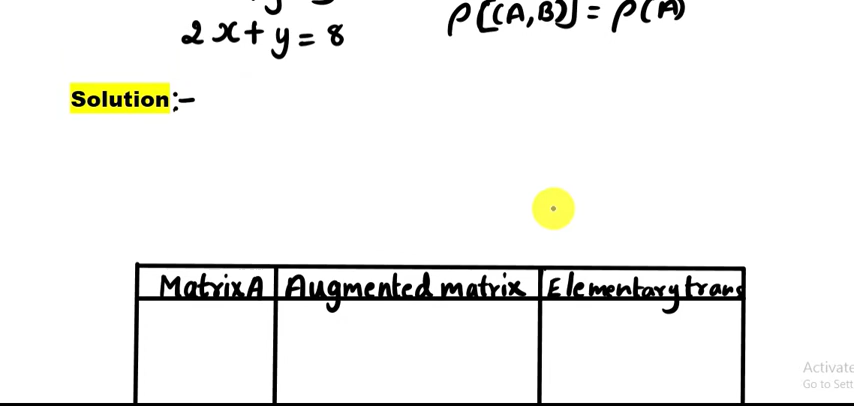 2x+y=8
ρ[(A,B)]=ρ(A)
Solution:-
Matrix A
Augmented matrix
Elementary trans
Activate
Go to Sett